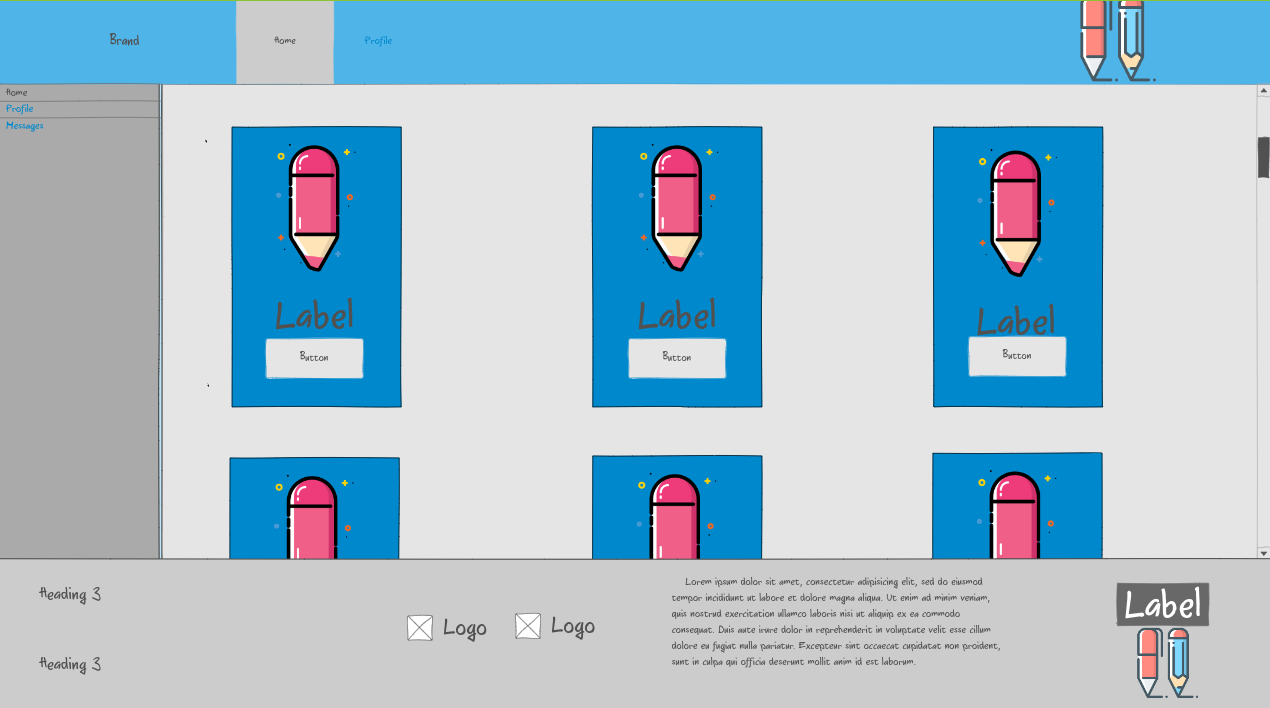 Brand
Home
Profile
Home
Profile
Messages
Label
Label
Label
Button
Button
Button
Heading 3
Heading 3
Logo
Logo
Lorem ipsum dolor sit amet, consectetur adipisicing elit, sed do eiusmod
tempor incididunt ut labore et dolore magna aliqua. Ut enim ad minim veniam,
quis nostrud exercitation ullamco laboris nisi ut aliquip ex ea commodo
consequat. Duis aute irure dolor in reprehenderit in voluptate velit esse cillum
dolore eu fugiat nulla pariatur. Excepteur sint occaecat cupidatat non proident,
sunt in culpa qui officia deserunt mollit anim id est laborum.
Label